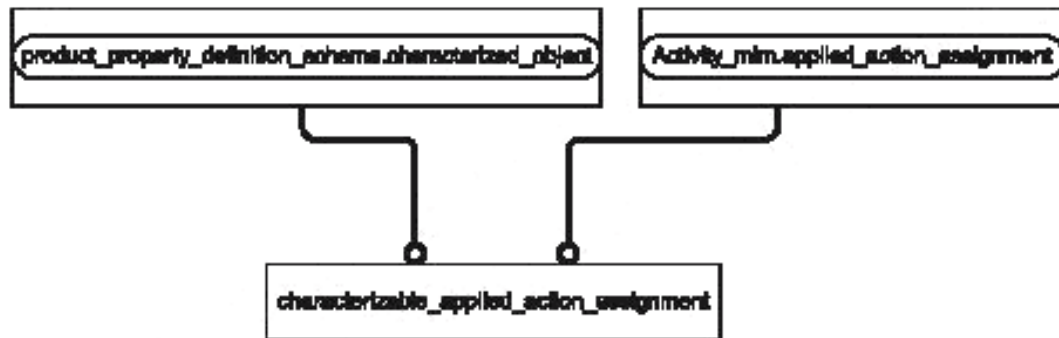 product_property_definition_schema.characterized_object
Activity_mim.applied_action_assignment
characterizable_applied_action_assignment